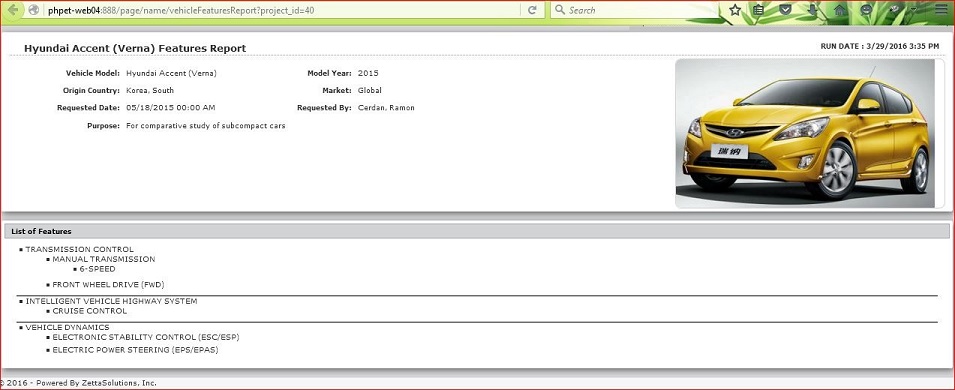 phpet-web04:888/page/name/vehicleFeaturesReport?project_id=40
Search
Hyundai Accent (Verna) Features Report
RUN DATE : 3/29/2016 3:35 PM
Vehicle Model: Hyundai Accent (Verna) Model Year: 2015
Origin Country: Korea, South Market: Global
Requested Date: 05/18/2015 00:00 AM Requested By: Cerdan, Ramon
Purpose: For comparative study of subcompact cars
瑞纳
List of Features
TRANSMISSION CONTROL
MANUAL TRANSMISSION
6-SPEED
FRONT WHEEL DRIVE (FWD)
INTELLIGENT VEHICLE HIGHWAY SYSTEM
CRUISE CONTROL
VEHICLE DYNAMICS
ELECTRONIC STABILITY CONTROL (ESC/ESP)
ELECTRIC POWER STEERING (EPS/EPAS)
© 2016 - Powered By ZettaSolutions, Inc.